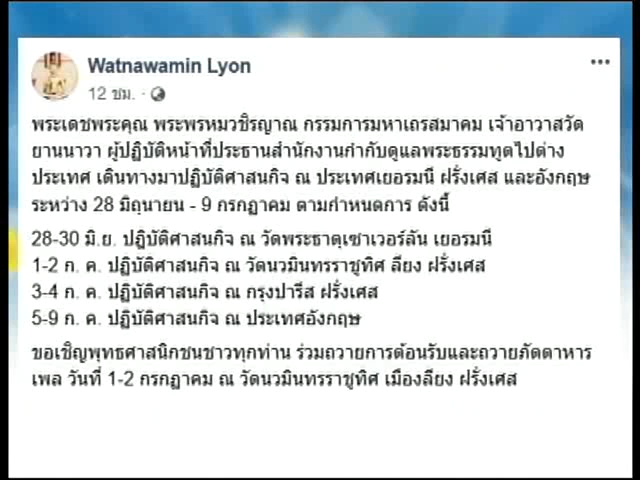 Watnawamin Lyon
12 ชม. ·
พระเดชพระคุณ พระพรหมวชิรญาณ กรรมการมหาเถรสมาคม เจ้าอาวาสวัด
ยานนาวา ผู้ปฏิบัติหน้าที่ประธานสำนักงานกำกับดูแลพระธรรมทูตไปต่าง
ประเทศ เดินทางมาปฏิบัติศาสนกิจ ณ ประเทศเยอรมนี ฝรั่งเศส และอังกฤษ
ระหว่าง 28 มิถุนายน - 9 กรกฎาคม ตามกำหนดการ ดังนี้
28-30 มิ.ย. ปฏิบัติศาสนกิจ ณ วัดพระธาตุเซาเวอร์ลัน เยอรมนี
1-2 ก. ค. ปฏิบัติศาสนกิจ ณ วัดนวมินทรราชูทิศ ลียง ฝรั่งเศส
3-4 ก. ค. ปฏิบัติศาสนกิจ ณ กรุงปารีส ฝรั่งเศส
5-9 ก. ค. ปฏิบัติศาสนกิจ ณ ประเทศอังกฤษ
ขอเชิญพุทธศาสนิกชนชาวทุกท่าน ร่วมถวายการต้อนรับและถวายภัตตาหาร
เพล วันที่ 1-2 กรกฎาคม ณ วัดนวมินทรราชูทิศ เมืองลียง ฝรั่งเศส